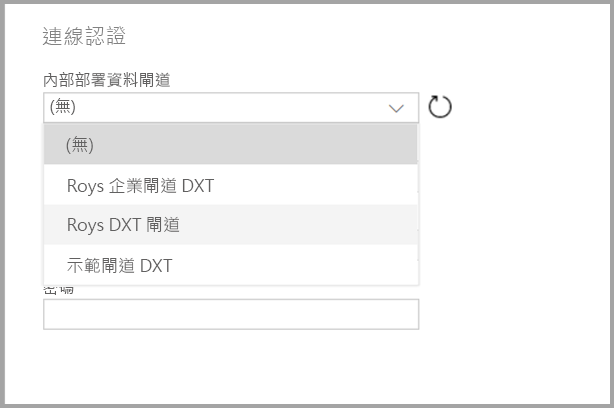 連線認證
內部部署資料閘道
(無)
(無)
Roys 企業閘道 DXT
Roys DXT 閘道
示範閘道 DXT
密碼